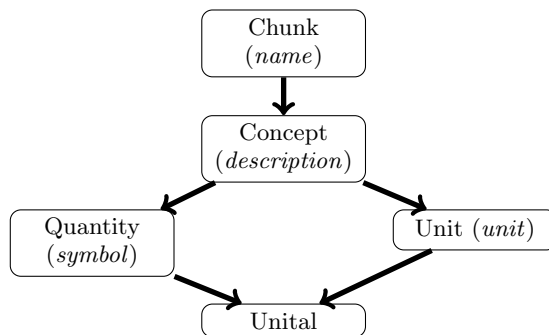 Chunk
(name)
Concept
(description)
Quantity
(symbol)
Unit (unit)
Unital